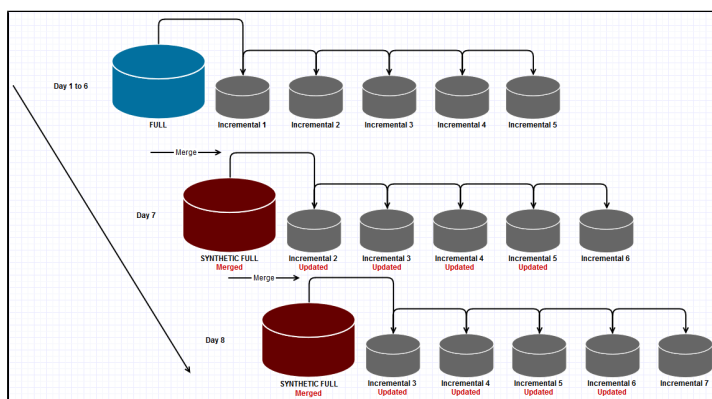 Day 1 to 6
FULL
Incremental 1
Incremental 2
Incremental 3
Incremental 4
Incremental 5
Merge
Day 7
SYNTHETIC FULL
Merged
Incremental 2
Updated
Incremental 3
Updated
Incremental 4
Updated
Incremental 5
Updated
Incremental 6
Merge
Day 8
SYNTHETIC FULL
Merged
Incremental 3
Updated
Incremental 4
Updated
Incremental 5
Updated
Incremental 6
Updated
Incremental 7